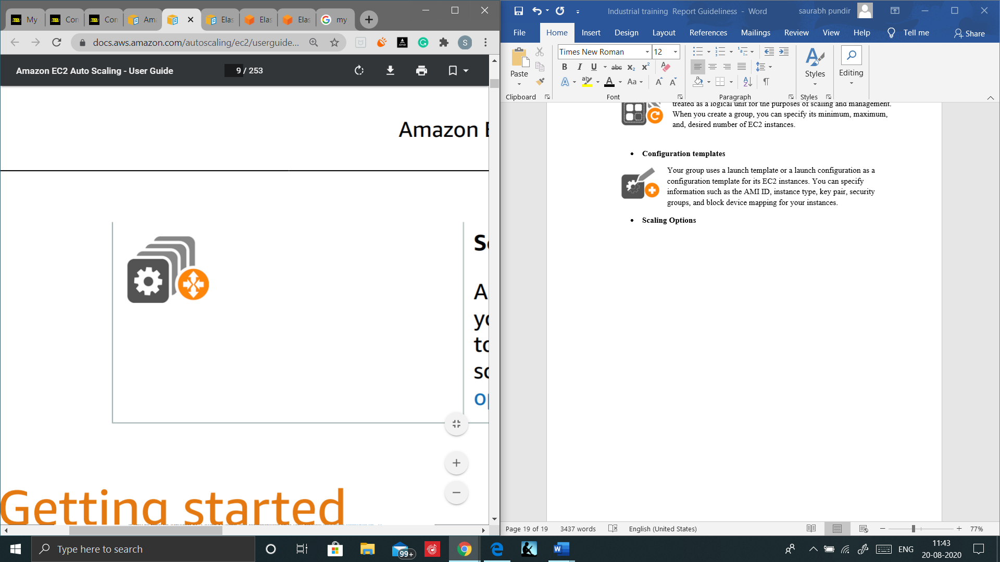 My
Con
Con
Ama
Elas
Elas
Elas
my
docs.aws.amazon.com/autoscaling/ec2/userguide...
S
Amazon EC2 Auto Scaling - User Guide
9 / 253
Amazon E
Sc
A
yo
to
sc
op
Getting started
Industrial training Report Guideliness - Word
saurabh pundir
File Home Insert Design Layout References Mailings Review View Help Tell me Share
Times New Roman 12
Paste
Styles
Editing
B I U abc x2 x2
A ab A Aa A A
Clipboard Font Paragraph Styles
treated as a logical unit for the purposes of scaling and management.
When you create a group, you can specify its minimum, maximum,
and, desired number of EC2 instances.
• Configuration templates
Your group uses a launch template or a launch configuration as a
configuration template for its EC2 instances. You can specify
information such as the AMI ID, instance type, key pair, security
groups, and block device mapping for your instances.
• Scaling Options
Page 19 of 19 3437 words English (United States) 77%
Type here to search
99+
ENG
11:43
20-08-2020